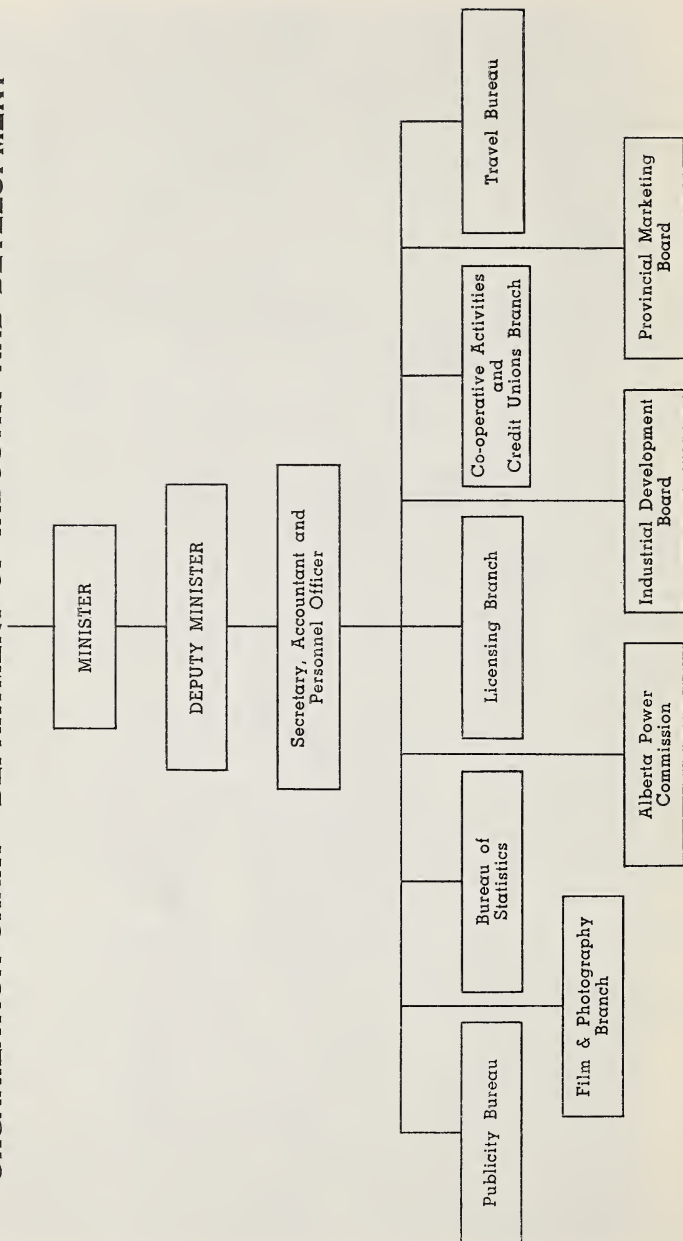 MINISTER
DEPUTY MINISTER
Secretary, Accountant and
Personnel Officer
Publicity Bureau
Bureau of
Statistics
Licensing Branch
Co-operative Activities
and
Credit Unions Branch
Travel Bureau
Film & Photography
Branch
Alberta Power
Commission
Industrial Development
Board
Provincial Marketing
Board